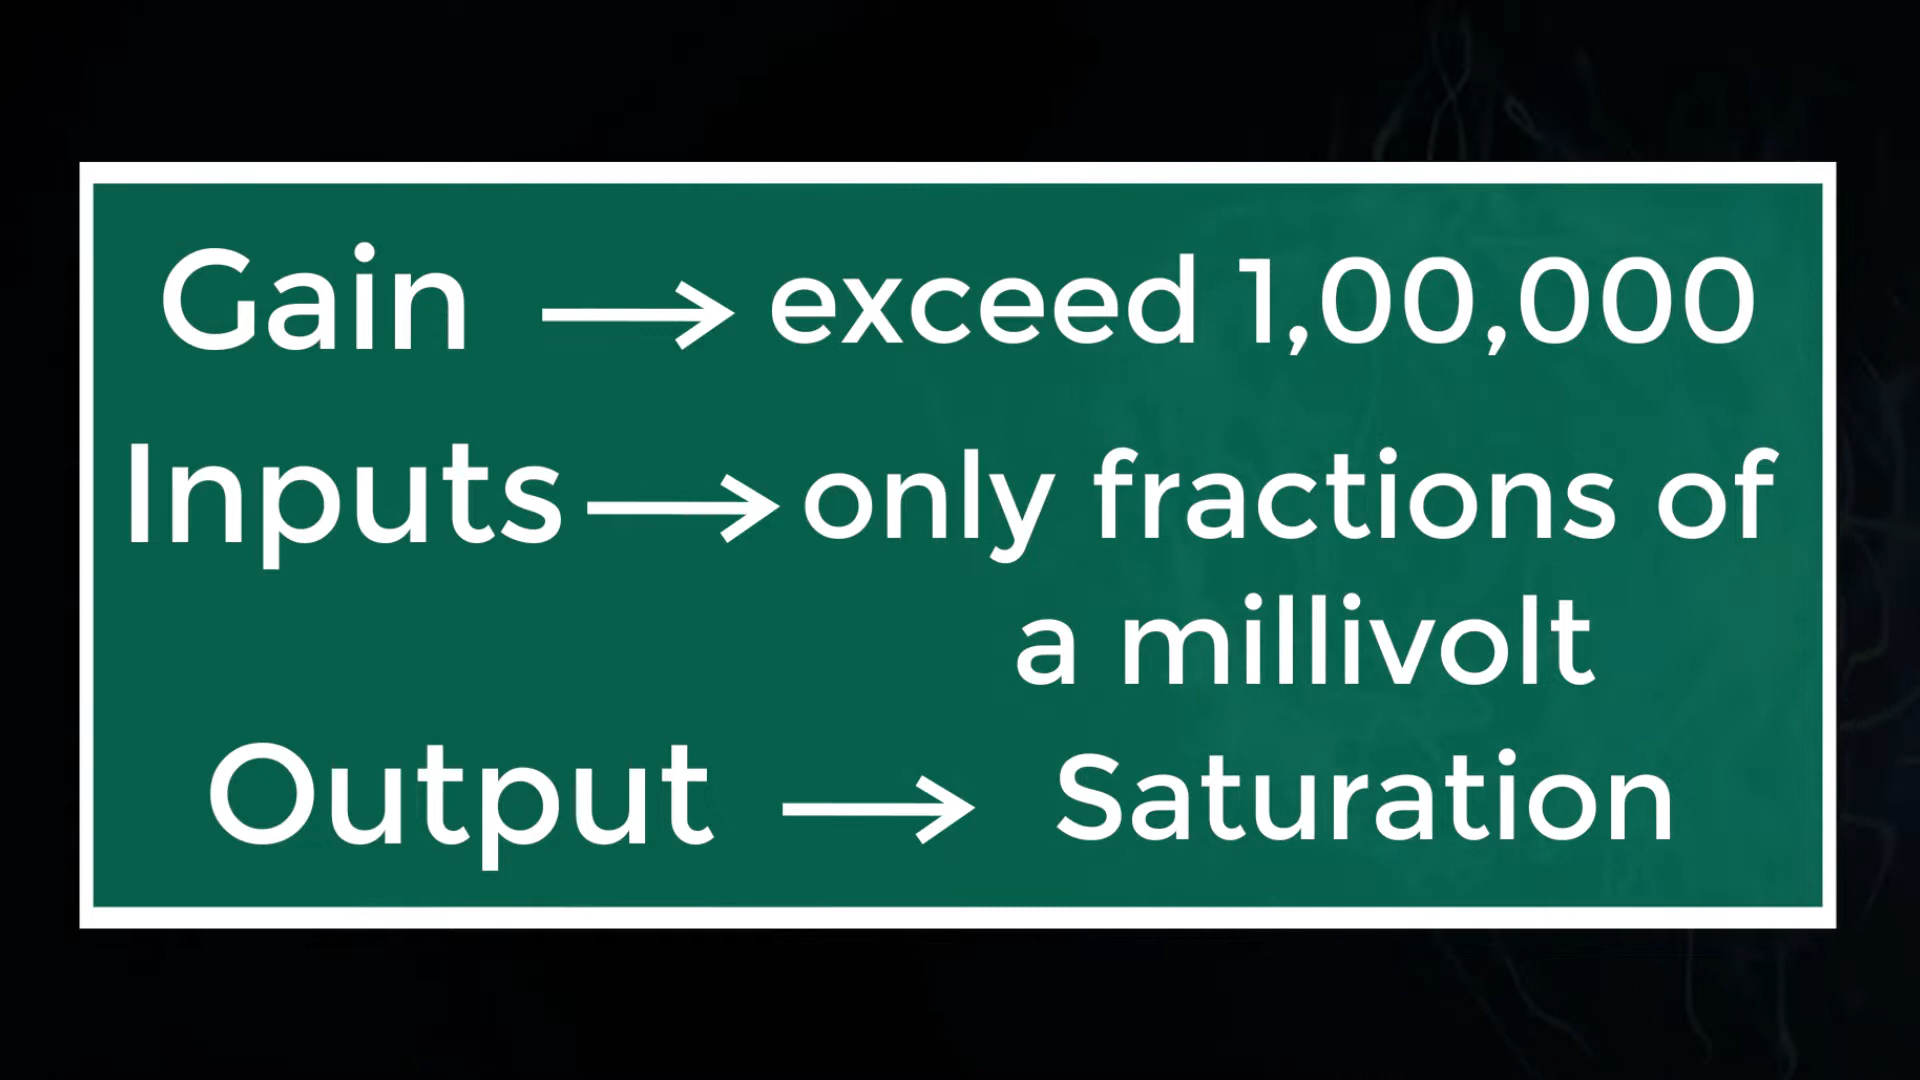 Gain → exceed 1,00,000
Inputs → only fractions of
a millivolt
Output → Saturation